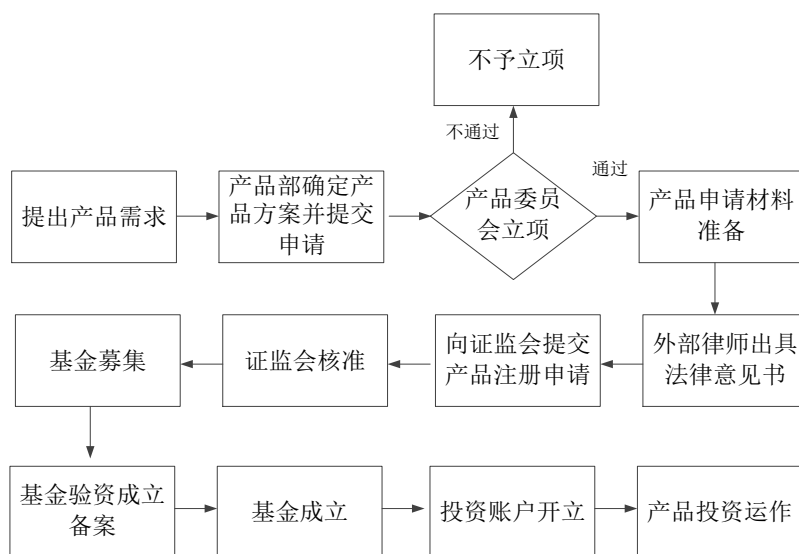 不予立项
不通过
提出产品需求
产品部确定产
品方案并提交
申请
产品委员
会立项
通过
产品申请材料
准备
外部律师出具
法律意见书
向证监会提交
产品注册申请
证监会核准
基金募集
基金验资成立
备案
基金成立
投资账户开立
产品投资运作